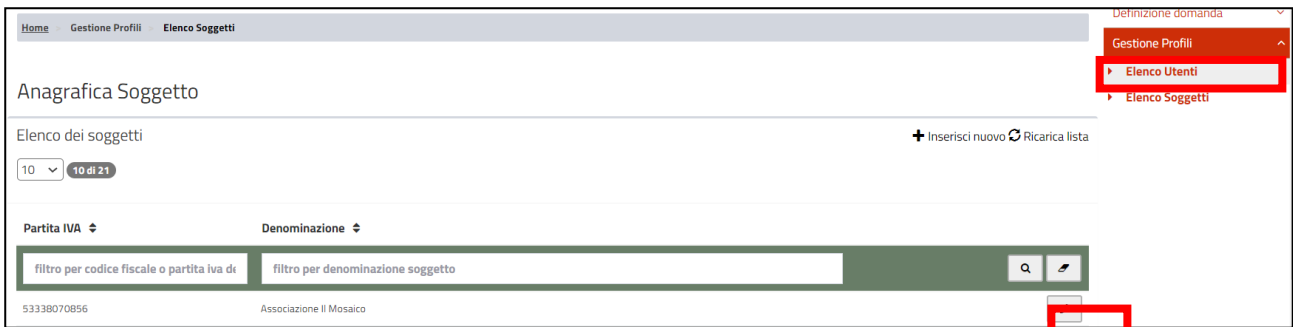 Home Gestione Profili Elenco Soggetti
Definizione domanda
Gestione Profili
Elenco Utenti
Elenco Soggetti
Anagrafica Soggetto
Elenco dei soggetti
Inserisci nuovo Ricarica lista
10 10 di 21
Partita IVA Denominazione
filtro per codice fiscale o partita iva de filtro per denominazione soggetto
53338070856 Associazione Il Mosaico